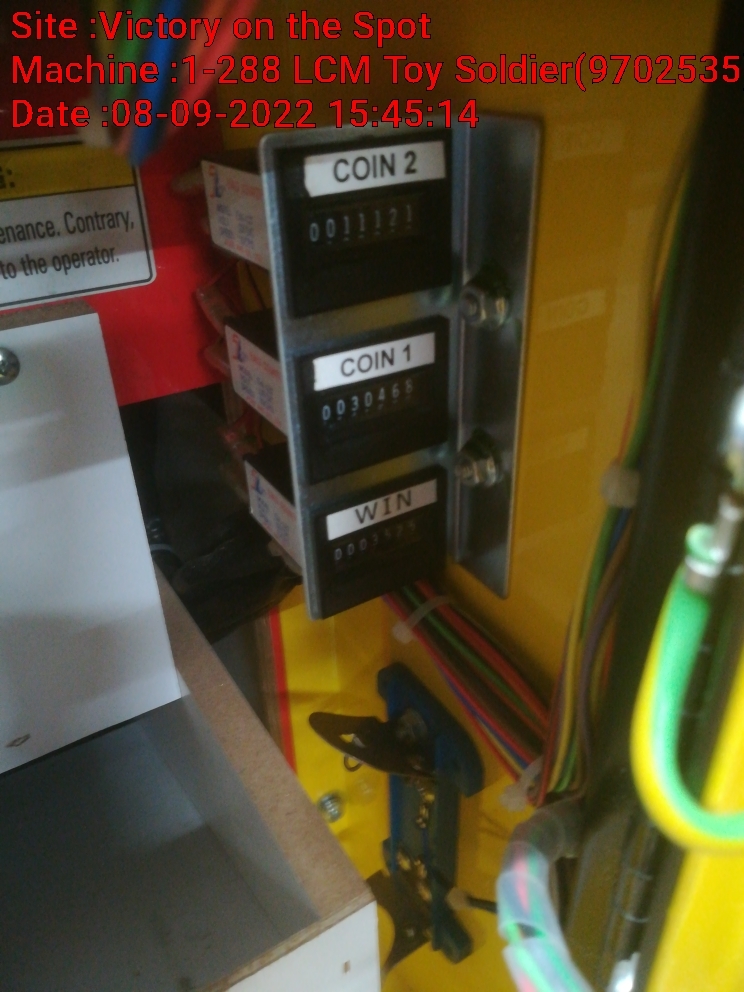 Site :Victory on the Spot
Machine :1-288 LCM Toy Soldier(9702535
Date :08-09-2022 15:45:14
COIN 2
0011121
enance. Contrary,
to the operator.
COIN 1
0030468
WIN